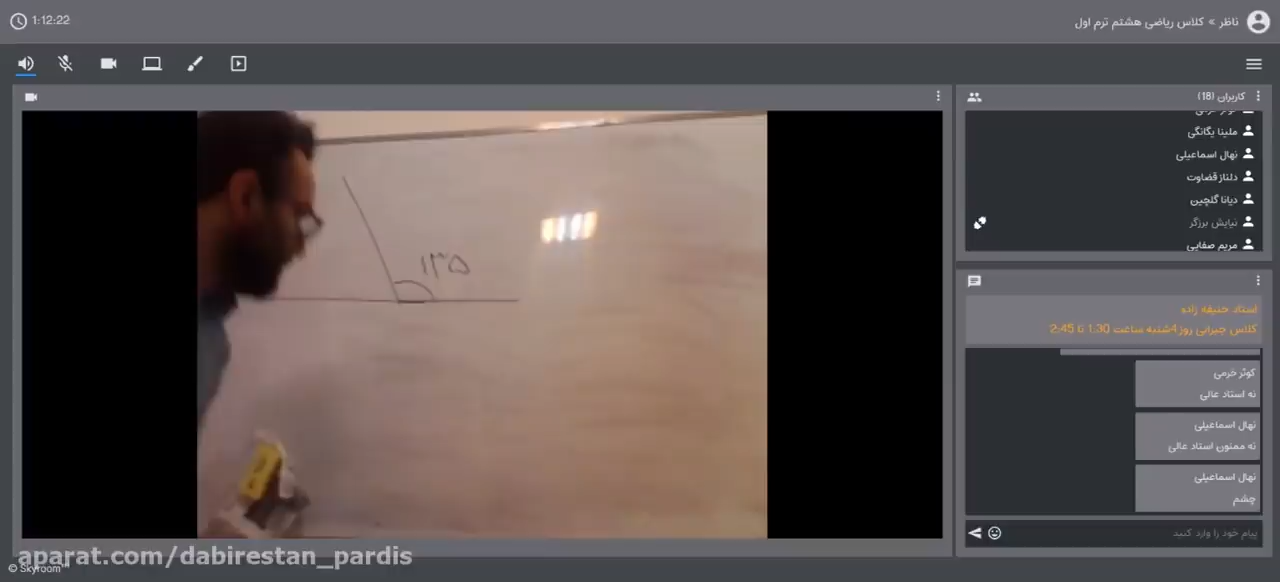 1:12:22
ناظر » کلاس ریاضی هشتم ترم اول
کاربران (18)
ملینا یگانگی
نهال اسماعیلی
دلناز قضاوت
دیانا گلچین
نیایش برزگر
مریم صفایی
۱۳۵
استاد حنیفه زاده
کلاس جبرانی روز 4شنبه ساعت 1:30 تا 2:45
کوثر خرمی
نه استاد عالی
نهال اسماعیلی
نه ممنون استاد عالی
نهال اسماعیلی
چشم
پیام خود را وارد کنید
aparat.com/dabirestan_pardis
© Skyroom